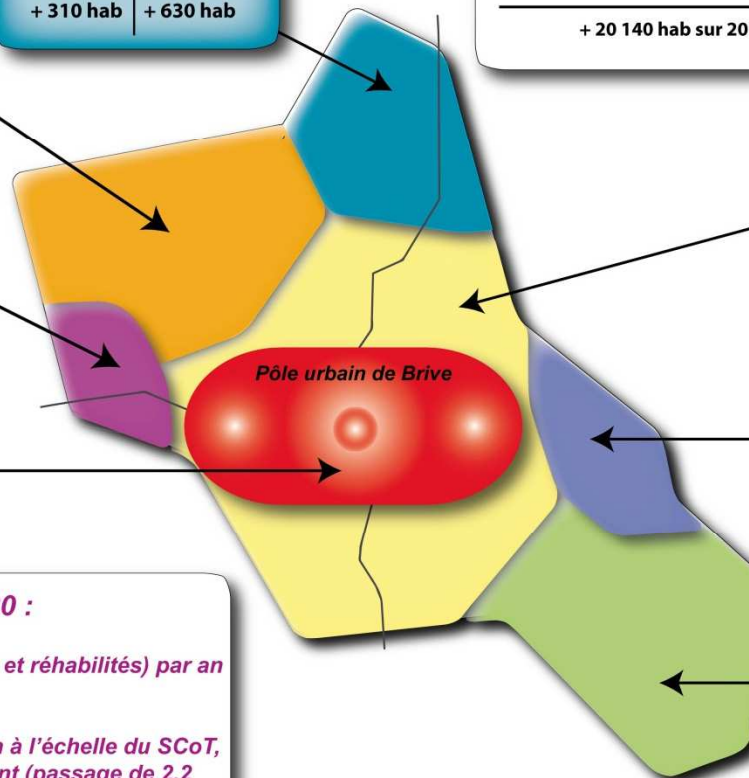 + 310 hab + 630 hab
+ 20 140 hab sur 20
Pôle urbain de Brive
0 :
et réhabilités) par an
à l'échelle du SCoT,
nt (passage de 2,2